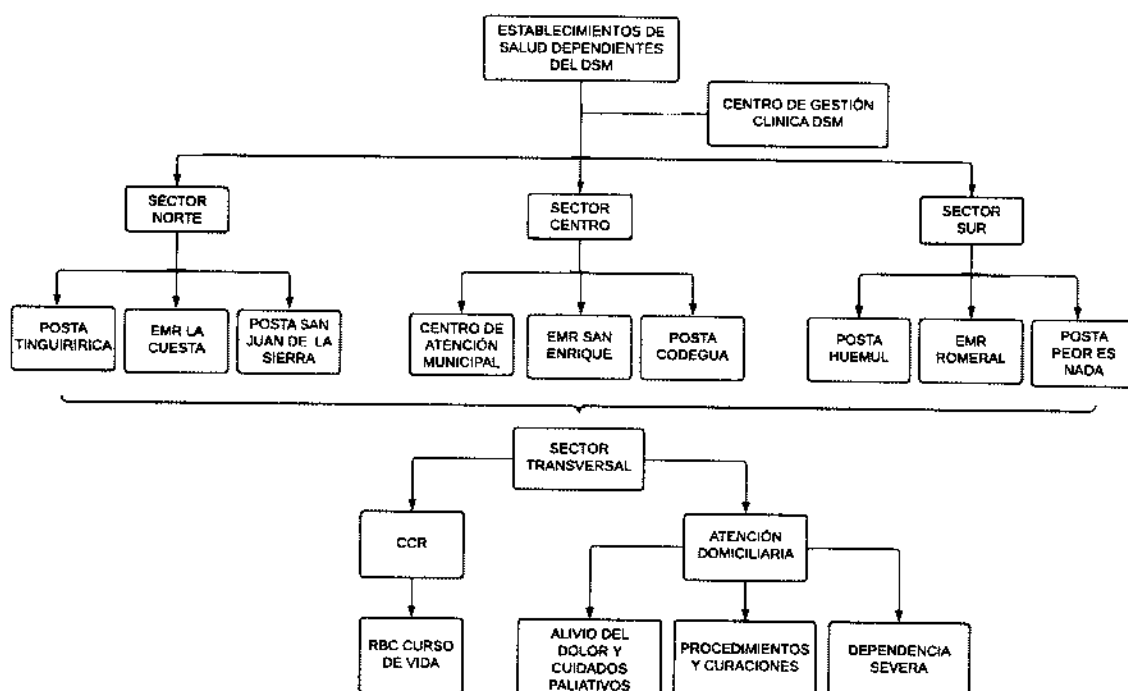 ESTABLECIMIENTOS DE
SALUD DEPENDIENTES
DEL DSM
CENTRO DE GESTIÓN
CLINICA DSM
SECTOR
NORTE
SECTOR
CENTRO
SECTOR
SUR
POSTA
TINGUIRIRICA
EMR LA
CUESTA
POSTA SAN
JUAN DE LA
SIERRA
CENTRO DE
ATENCIÓN
MUNICIPAL
EMR SAN
ENRIQUE
POSTA
CODEGUA
POSTA
HUEMUL
EMR
ROMERAL
POSTA
PEOR ES
NADA
SECTOR
TRANSVERSAL
CCR
ATENCIÓN
DOMICILIARIA
RBC CURSO
DE VIDA
ALIVIO DEL
DOLOR Y
CUIDADOS
PALIATIVOS
PROCEDIMIENTOS
Y CURACIONES
DEPENDENCIA
SEVERA